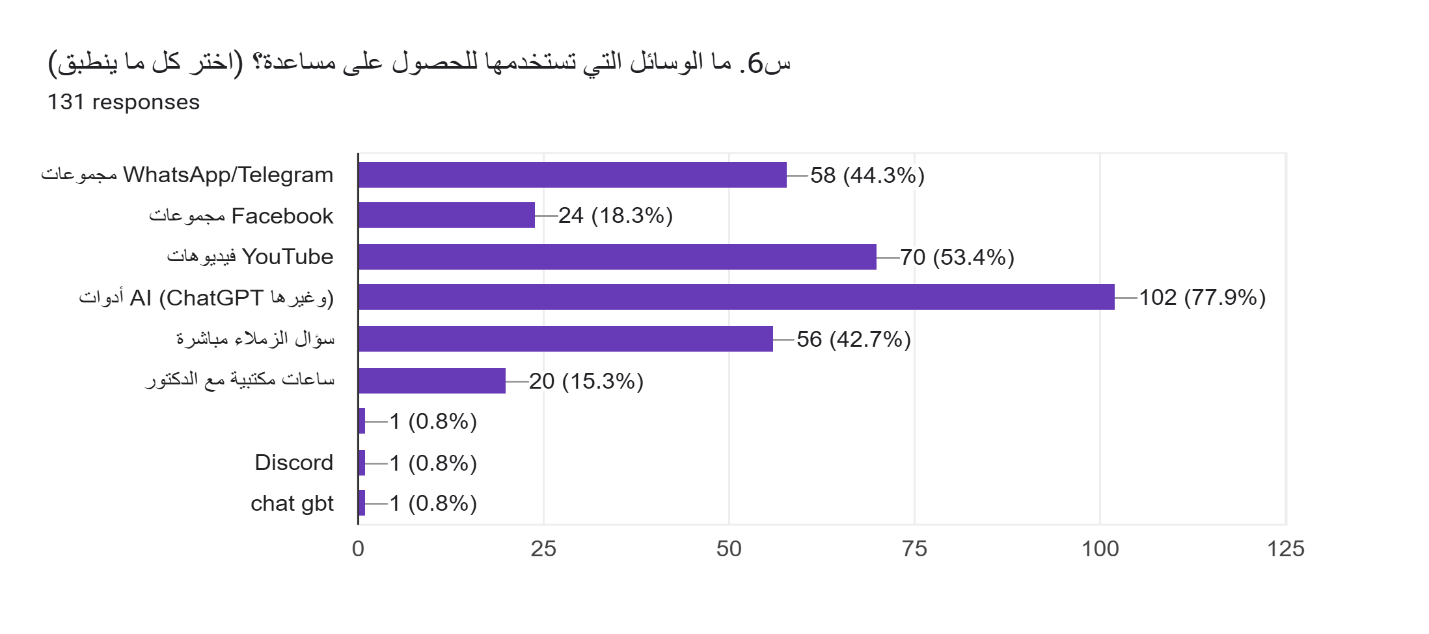 س6. ما الوسائل التي تستخدمها للحصول على مساعدة؟ (اختر كل ما ينطبق)
131 responses
مجموعات WhatsApp/Telegram
58 (44.3%)
مجموعات Facebook
24 (18.3%)
فيديوهات YouTube
70 (53.4%)
أدوات AI (ChatGPT وغيرها)
102 (77.9%)
سؤال الزملاء مباشرة
56 (42.7%)
ساعات مكتبية مع الدكتور
20 (15.3%)
1 (0.8%)
Discord
1 (0.8%)
chat gbt
1 (0.8%)
0 25 50 75 100 125